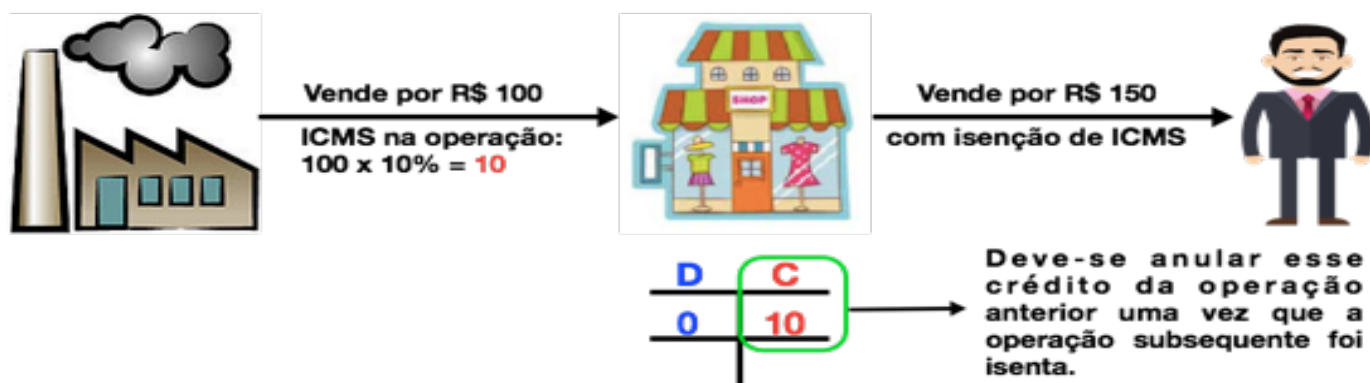 Vende por R$ 100
ICMS na operação:
100 x 10% = 10
SHOP
Vende por R$ 150
com isenção de ICMS
D C
0 10
Deve-se anular esse
crédito da operação
anterior uma vez que a
operação subsequente foi
isenta.